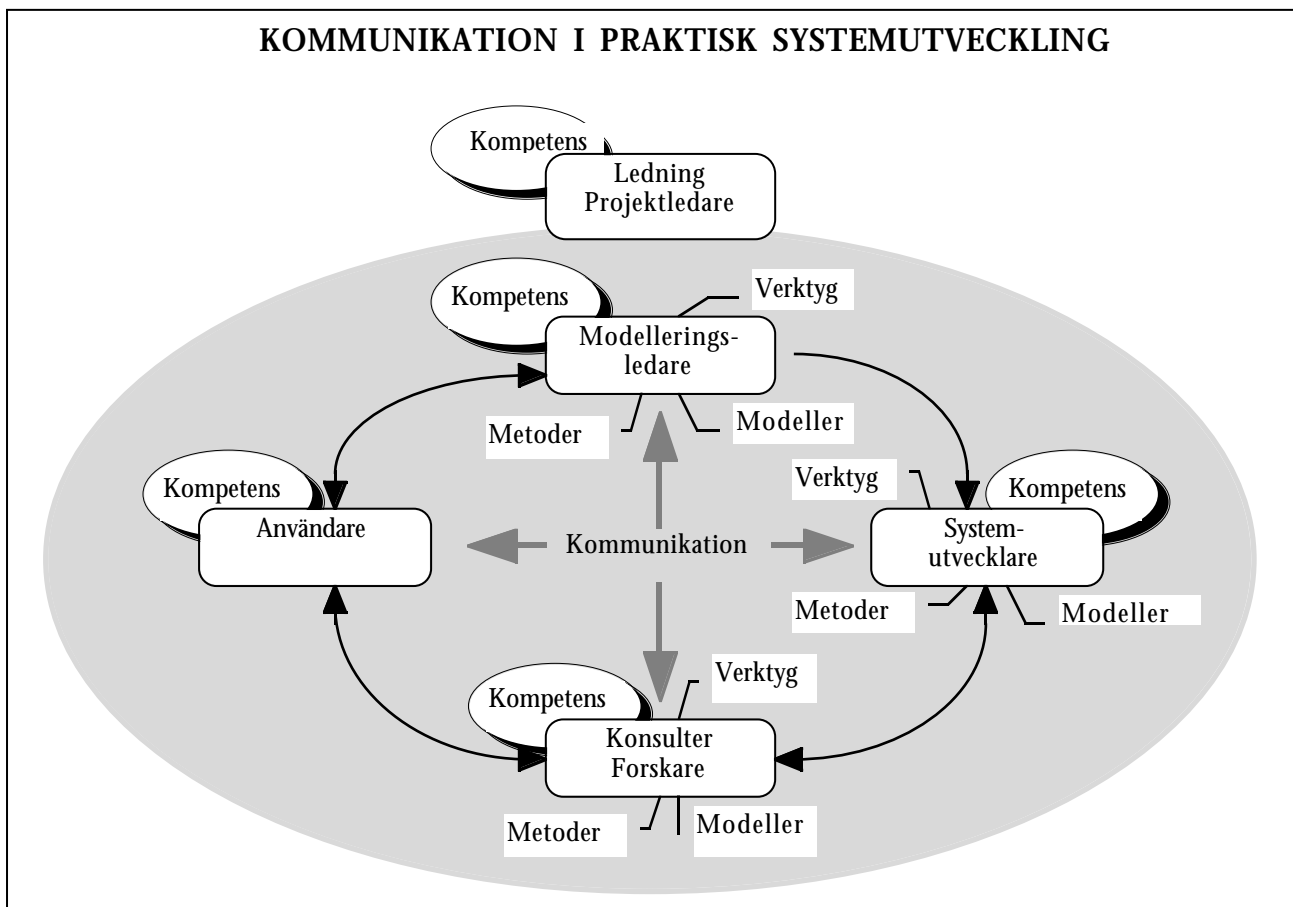 KOMMUNIKATION I PRAKTISK SYSTEMUTVECKLING
Kompetens
Ledning
Projektledare
Kompetens
Verktyg
Modellerings-
ledare
Metoder
Modeller
Kompetens
Användare
Kommunikation
Verktyg
Kompetens
System-
utvecklare
Metoder
Modeller
Kompetens
Verktyg
Konsulter
Forskare
Metoder
Modeller